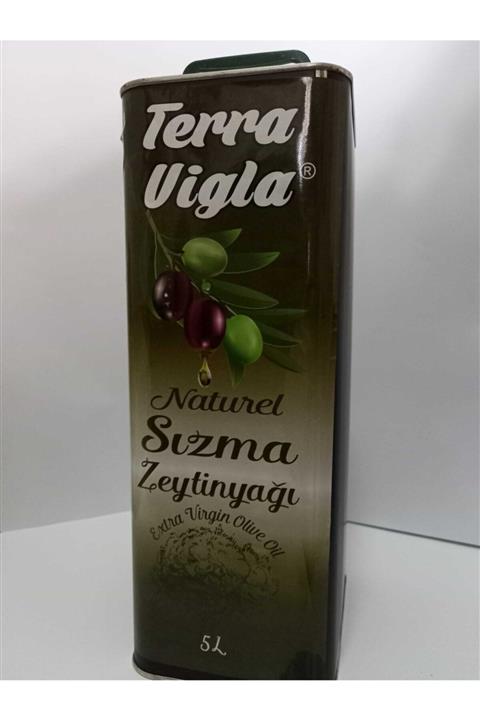 Terra
Vigla®
Naturel
Sızma
Zeytinyağı
Extra Virgin Olive Oil
5L